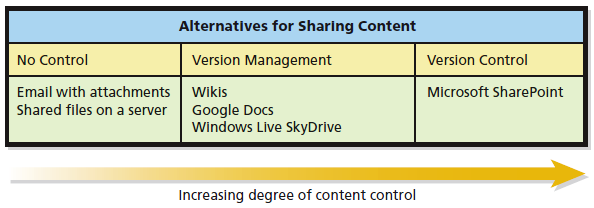 Alternatives for Sharing Content
No Control
Version Management
Version Control
Email with attachments
Shared files on a server
Wikis
Google Docs
Windows Live SkyDrive
Microsoft SharePoint
Increasing degree of content control